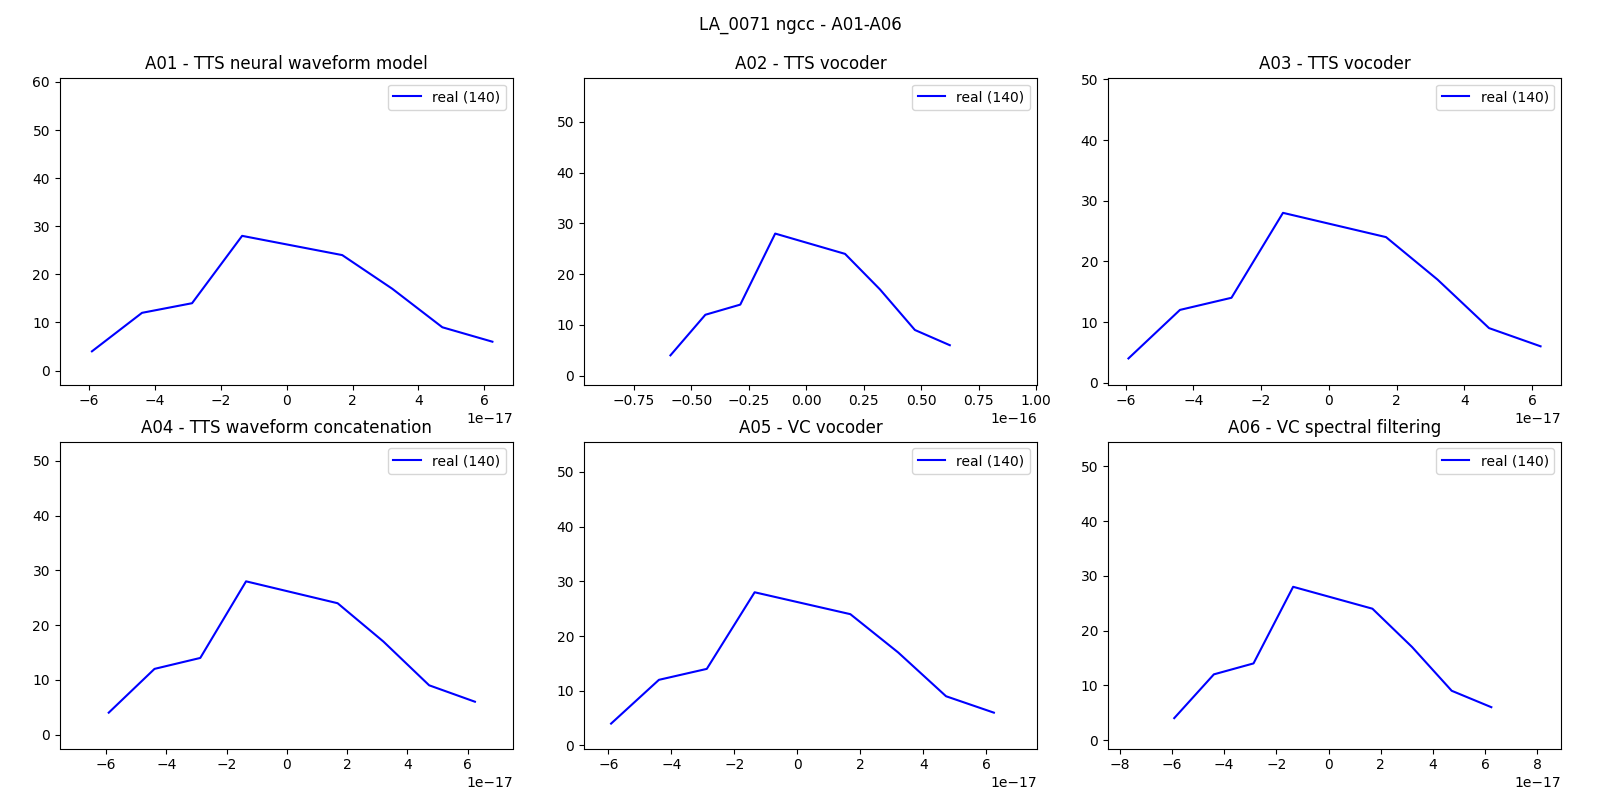 LA_0071 ngcc - A01-A06
A01 - TTS neural waveform model
60
50
40
30
20
10
0
real (140)
−6 −4 −2 0 2 4 6
1e−17
A02 - TTS vocoder
50
40
30
20
10
0
real (140)
−0.75 −0.50 −0.25 0.00 0.25 0.50 0.75 1.00
1e−16
A03 - TTS vocoder
50
40
30
20
10
0
real (140)
−6 −4 −2 0 2 4 6
1e−17
A04 - TTS waveform concatenation
50
40
30
20
10
0
real (140)
−6 −4 −2 0 2 4 6
1e−17
A05 - VC vocoder
50
40
30
20
10
0
real (140)
−6 −4 −2 0 2 4 6
1e−17
A06 - VC spectral filtering
50
40
30
20
10
0
real (140)
−8 −6 −4 −2 0 2 4 6 8
1e−17